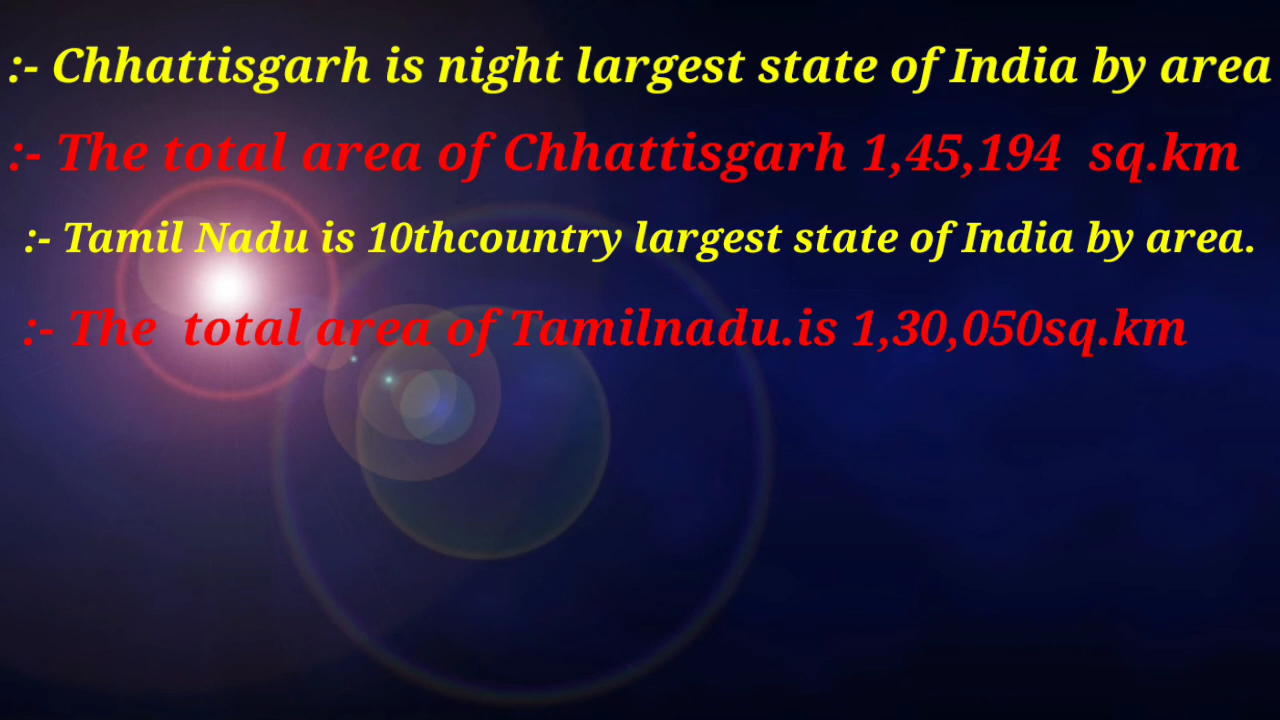 :- Chhattisgarh is night largest state of India by area
:- The total area of Chhattisgarh 1,45,194 sq.km
:- Tamil Nadu is 10thcountry largest state of India by area.
:- The total area of Tamilnadu.is 1,30,050sq.km